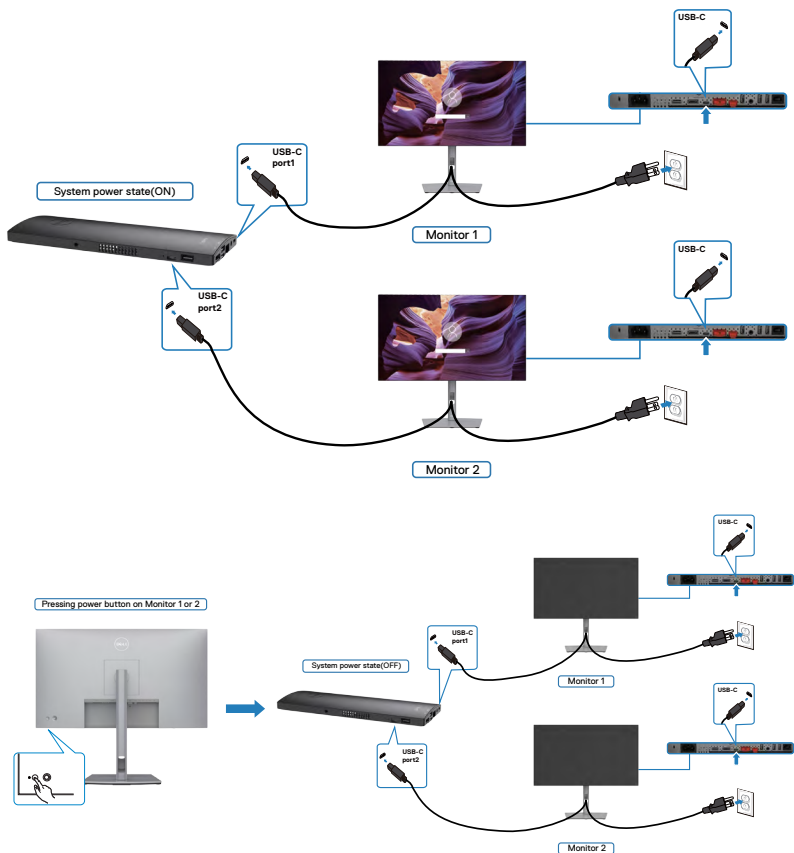 USB-C
USB-C
port1
System power state(ON)
Monitor 1
USB-C
USB-C
port2
Monitor 2
USB-C
Pressing power button on Monitor 1 or 2
DELL
USB-C
port1
System power state(OFF)
Monitor 1
USB-C
USB-C
port2
Monitor 2